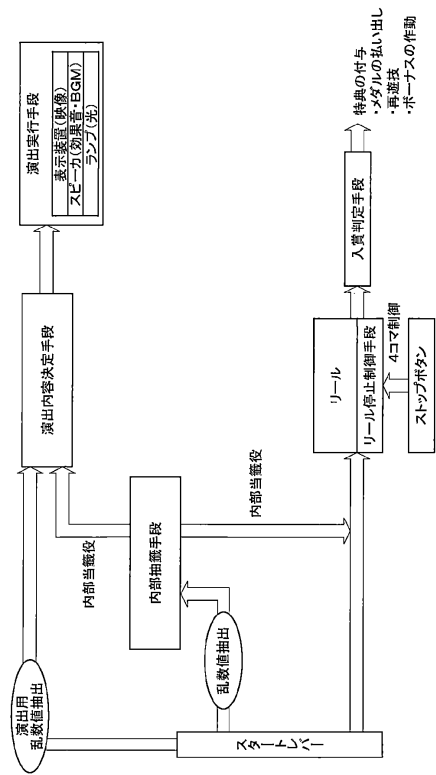 演出用
乱数値抽出
スタートレバー
乱数値抽出
内部抽籤手段
内部当籤役
内部当籤役
演出内容決定手段
演出実行手段
表示装置(映像)
スピーカ(効果音・BGM)
ランプ(光)
リール
リール停止制御手段
4コマ制御
ストップボタン
入賞判定手段
特典の付与
・メダルの払い出し
・再遊技
・ボーナスの作動